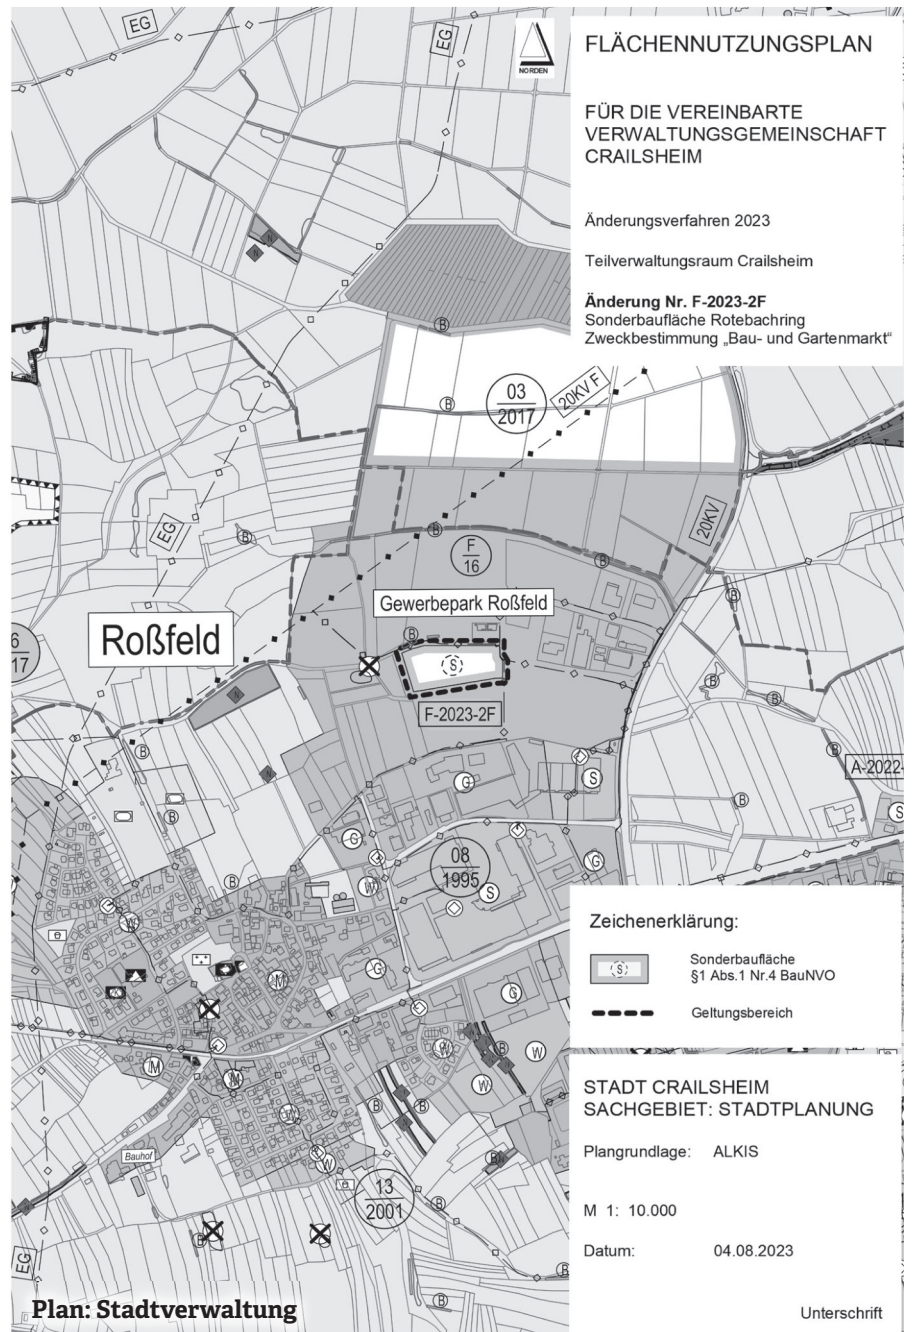 FLÄCHENNUTZUNGSPLAN
FÜR DIE VEREINBARTE
VERWALTUNGSGEMEINSCHAFT
CRAILSHEIM
Änderungsverfahren 2023
Teilverwaltungsraum Crailsheim
Änderung Nr. F-2023-2F
Sonderbaufläche Rotebachring
Zweckbestimmung „Bau- und Gartenmarkt“
NORDEN
EG
EG
N
N
B
B
03
2017
20KV F
20KV
EG
B
B
F
16
B
Gewerbepark Roßfeld
Roßfeld
6
17
B
S
F-2023-2F
N
N
B
B
B
B
B
B
B
A-2022-
S
G
S
G
W
08
1995
S
G
B
W
M
G
G
W
W
B
W
M
M
W
B
B
W
B
Bauhof
13
2001
B
B
B
B
EG
Zeichenerklärung:
S
Sonderbaufläche
§1 Abs.1 Nr.4 BauNVO
Geltungsbereich
STADT CRAILSHEIM
SACHGEBIET: STADTPLANUNG
Plangrundlage: ALKIS
M 1: 10.000
Datum: 04.08.2023
Unterschrift
Plan: Stadtverwaltung